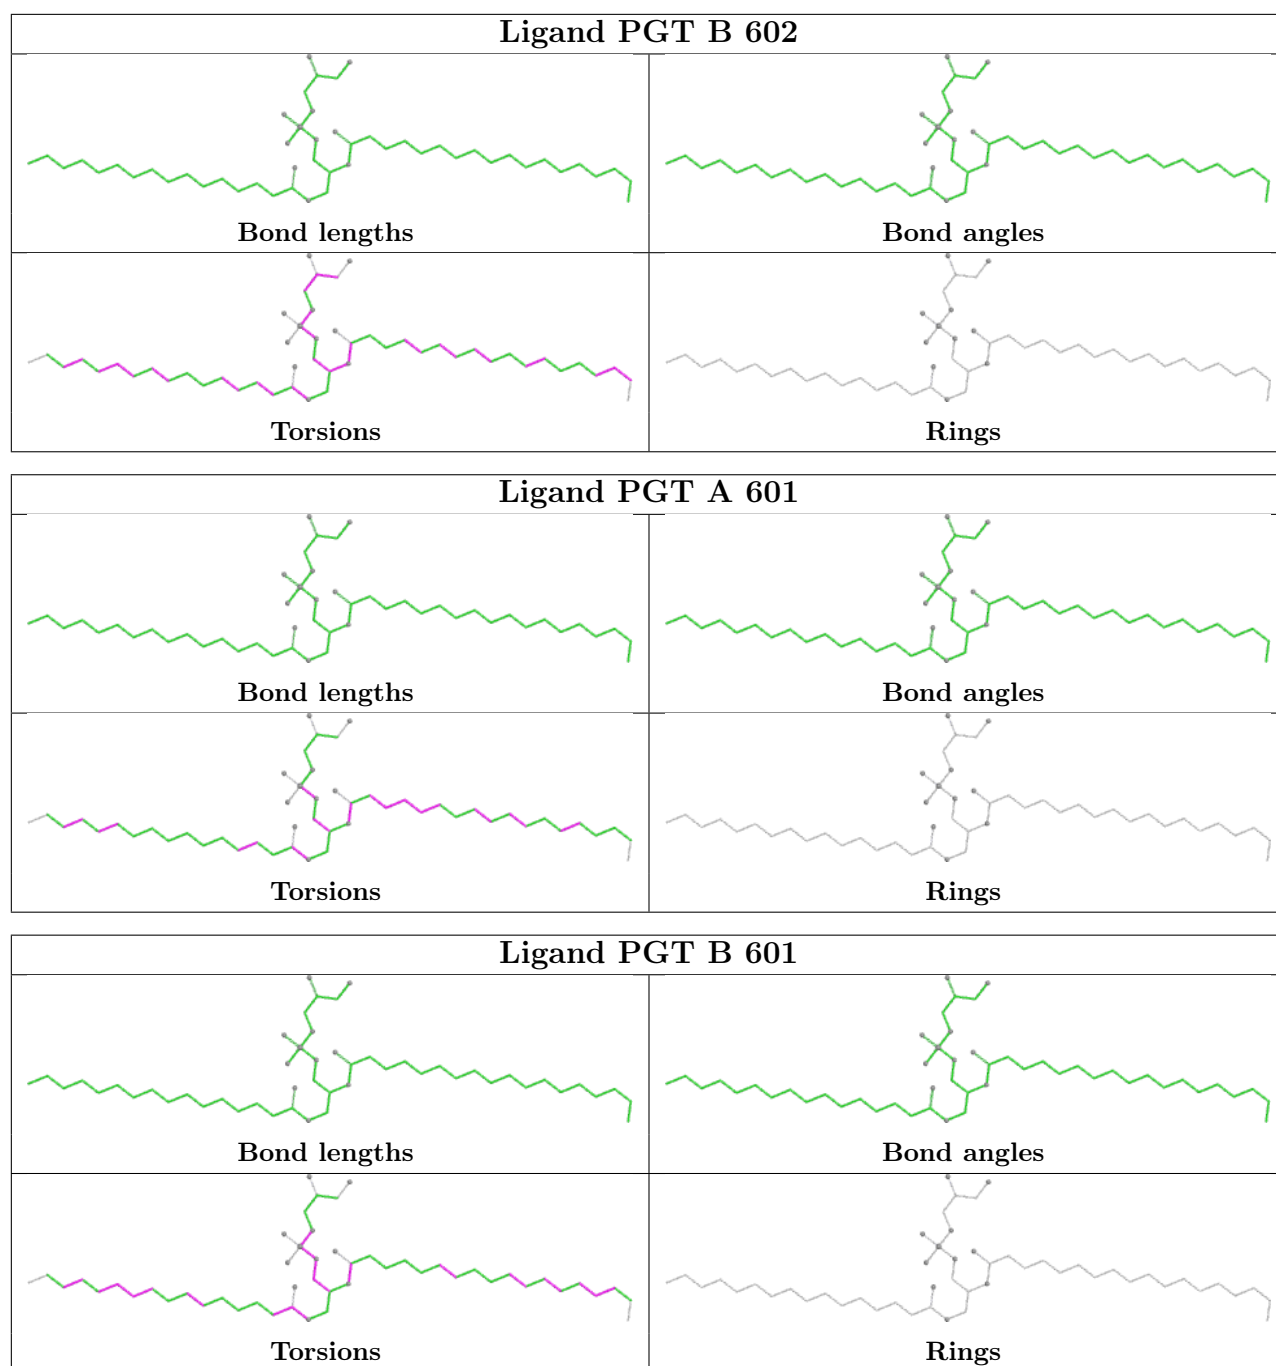 Ligand PGT B 602
Bond lengths
Bond angles
Torsions
Rings
Ligand PGT A 601
Bond lengths
Bond angles
Torsions
Rings
Ligand PGT B 601
Bond lengths
Bond angles
Torsions
Rings